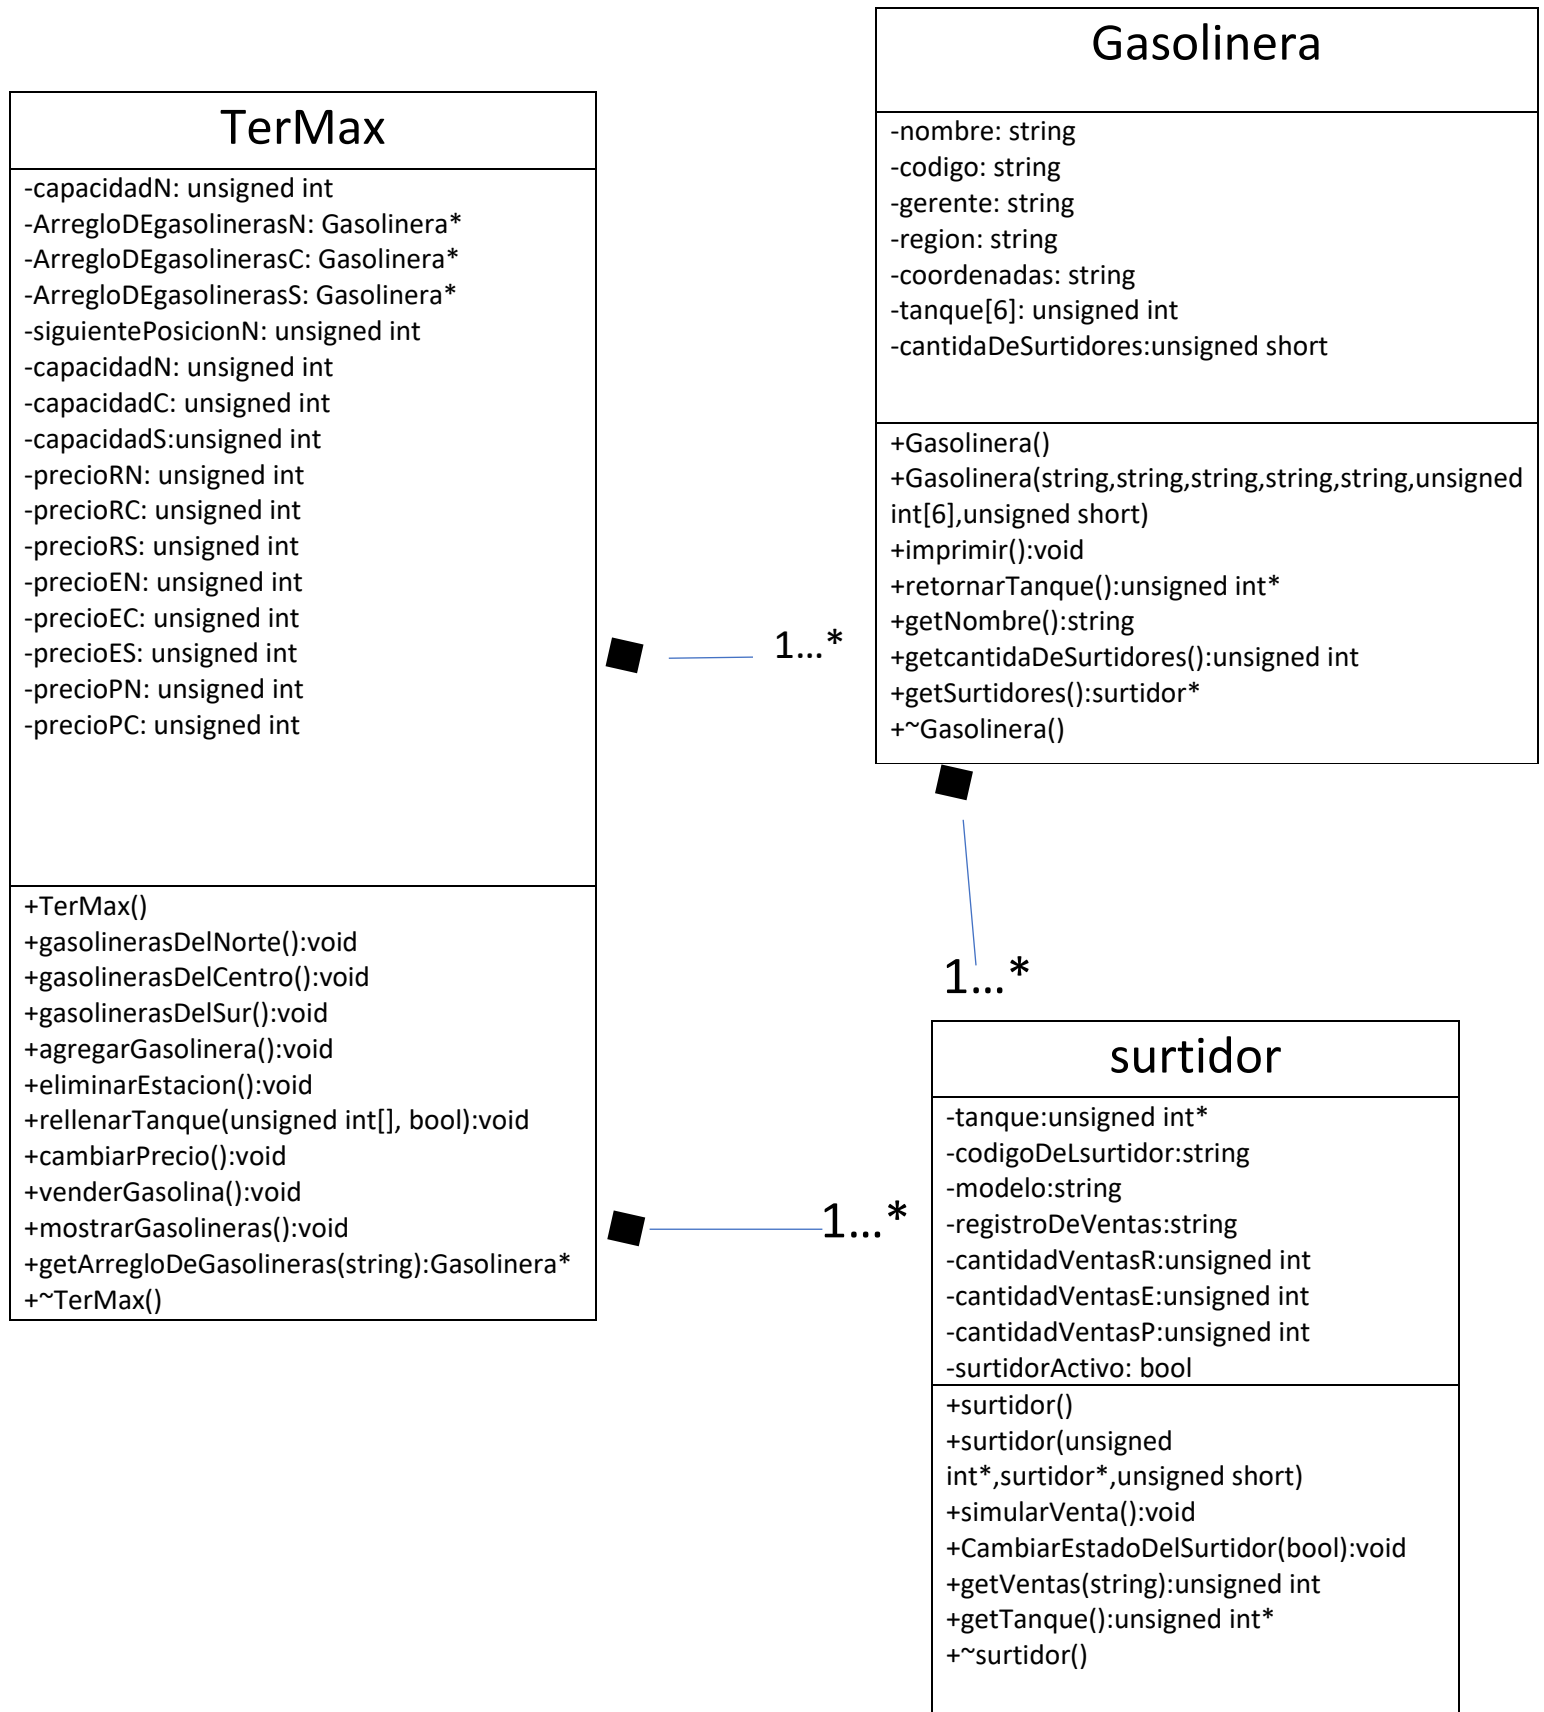 TerMax
-capacidadN: unsigned int
-ArregloDEgasolinerasN: Gasolinera*
-ArregloDEgasolinerasC: Gasolinera*
-ArregloDEgasolinerasS: Gasolinera*
-siguientePosicionN: unsigned int
-capacidadN: unsigned int
-capacidadC: unsigned int
-capacidadS:unsigned int
-precioRN: unsigned int
-precioRC: unsigned int
-precioRS: unsigned int
-precioEN: unsigned int
-precioEC: unsigned int
-precioES: unsigned int
-precioPN: unsigned int
-precioPC: unsigned int
+TerMax()
+gasolinerasDelNorte():void
+gasolinerasDelCentro():void
+gasolinerasDelSur():void
+agregarGasolinera():void
+eliminarEstacion():void
+rellenarTanque(unsigned int[], bool):void
+cambiarPrecio():void
+venderGasolina():void
+mostrarGasolineras():void
+getArregloDeGasolineras(string):Gasolinera*
+~TerMax()
1...*
1...*
Gasolinera
-nombre: string
-codigo: string
-gerente: string
-region: string
-coordenadas: string
-tanque[6]: unsigned int
-cantidaDeSurtidores:unsigned short
+Gasolinera()
+Gasolinera(string,string,string,string,string,unsigned
int[6],unsigned short)
+imprimir():void
+retornarTanque():unsigned int*
+getNombre():string
+getcantidaDeSurtidores():unsigned int
+getSurtidores():surtidor*
+~Gasolinera()
1...*
surtidor
-tanque:unsigned int*
-codigoDeLsurtidor:string
-modelo:string
-registroDeVentas:string
-cantidadVentasR:unsigned int
-cantidadVentasE:unsigned int
-cantidadVentasP:unsigned int
-surtidorActivo: bool
+surtidor()
+surtidor(unsigned
int*,surtidor*,unsigned short)
+simularVenta():void
+CambiarEstadoDelSurtidor(bool):void
+getVentas(string):unsigned int
+getTanque():unsigned int*
+~surtidor()